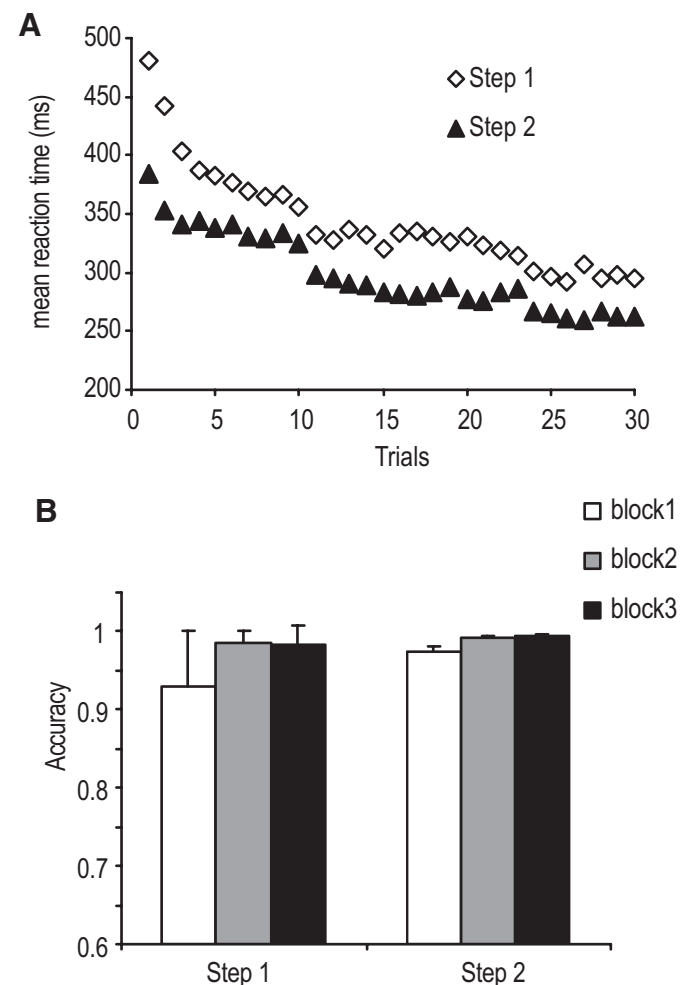 A
500
450
400
350
300
250
200
mean reaction time (ms)
Step 1
Step 2
0 5 10 15 20 25 30
Trials
B
block1
block2
block3
1
0.9
0.8
0.7
0.6
Accuracy
Step 1 Step 2